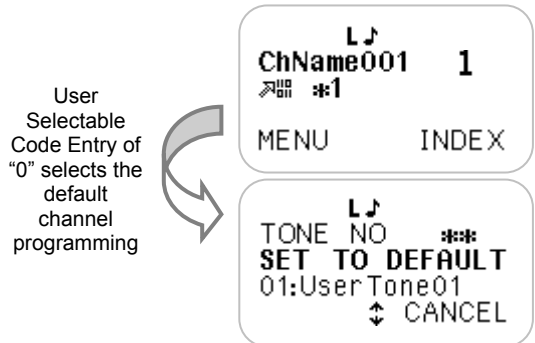 User
Selectable
Code Entry of
“0” selects the
default
channel
programming
L♪
ChName001 1
*1
MENU INDEX
L♪
TONE NO **
SET TO DEFAULT
01:UserTone01
CANCEL